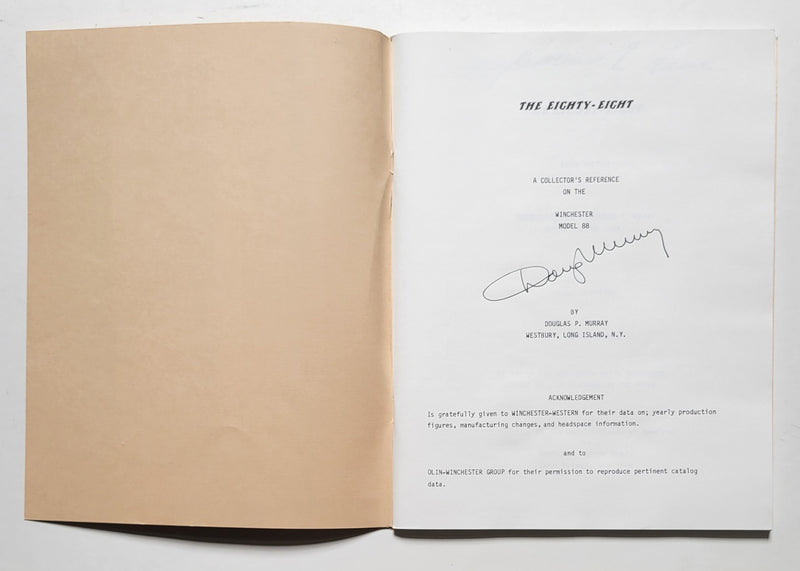 THE EIGHTY-EIGHT
A COLLECTOR'S REFERENCE
ON THE
WINCHESTER
MODEL 88
Doug Murray
BY
DOUGLAS P. MURRAY
WESTBURY, LONG ISLAND, N.Y.
ACKNOWLEDGEMENT
Is gratefully given to WINCHESTER-WESTERN for their data on; yearly production
figures, manufacturing changes, and headspace information.
and to
OLIN-WINCHESTER GROUP for their permission to reproduce pertinent catalog
data.